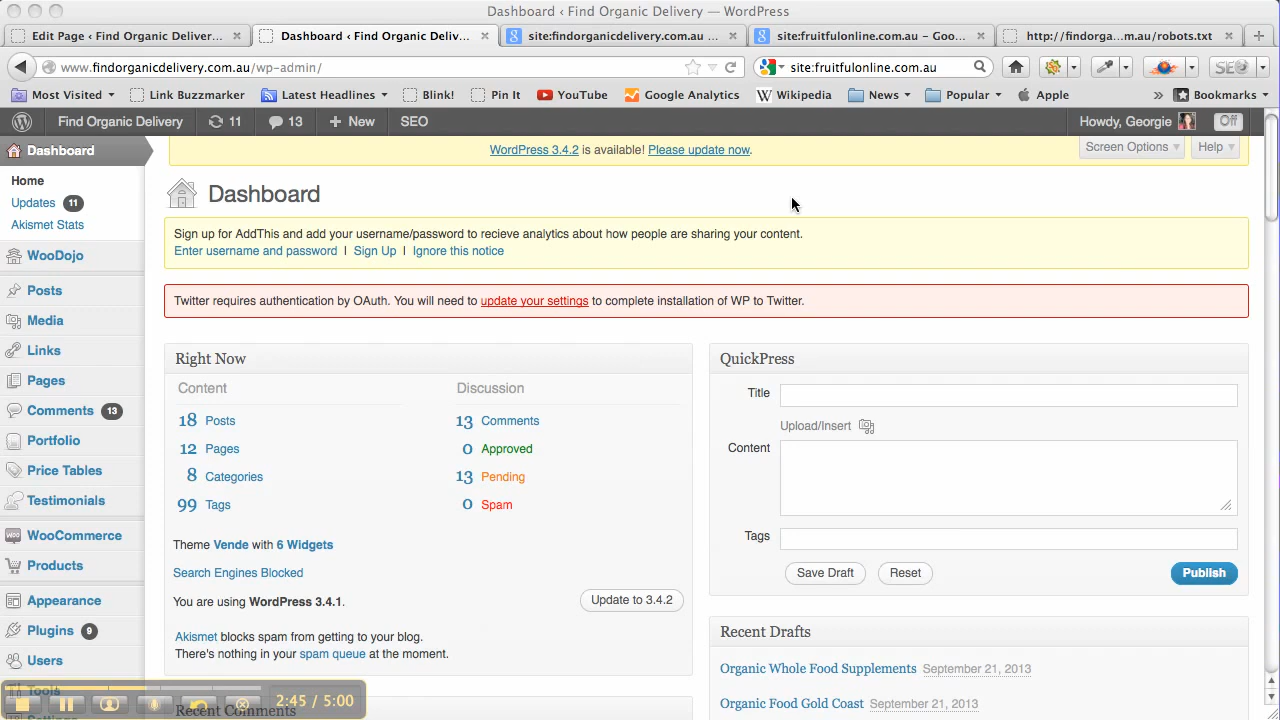 Dashboard ‹ Find Organic Delivery — WordPress
Edit Page ‹ Find Organic Deliver... × Dashboard ‹ Find Organic Deliv... × site:findorganicdelivery.com.au ... × site:fruitfulonline.com.au – Goo... × http://findorga...m.au/robots.txt × +
www.findorganicdelivery.com.au/wp-admin/ site:fruitfulonline.com.au SEO
Most Visited Link Buzzmarker Latest Headlines Blink! Pin It YouTube Google Analytics Wikipedia News Popular Apple » Bookmarks
Find Organic Delivery 11 13 + New SEO Howdy, Georgie Off
Dashboard
Home
Updates 11
Akismet Stats
WooDojo
Posts
Media
Links
Pages
Comments 13
Portfolio
Price Tables
Testimonials
WooCommerce
Products
Appearance
Plugins 9
Users
Tools
WordPress 3.4.2 is available! Please update now.
Screen Options Help
Dashboard
Sign up for AddThis and add your username/password to recieve analytics about how people are sharing your content.
Enter username and password | Sign Up | Ignore this notice
Twitter requires authentication by OAuth. You will need to update your settings to complete installation of WP to Twitter.
Right Now
Content Discussion
18 Posts 13 Comments
12 Pages 0 Approved
8 Categories 13 Pending
99 Tags 0 Spam
Theme Vende with 6 Widgets
Search Engines Blocked
You are using WordPress 3.4.1. Update to 3.4.2
Akismet blocks spam from getting to your blog.
There's nothing in your spam queue at the moment.
Recent Comments
QuickPress
Title
Upload/Insert
Content
Tags
Save Draft Reset Publish
Recent Drafts
Organic Whole Food Supplements September 21, 2013
Organic Food Gold Coast September 21, 2013
2:45 / 5:00